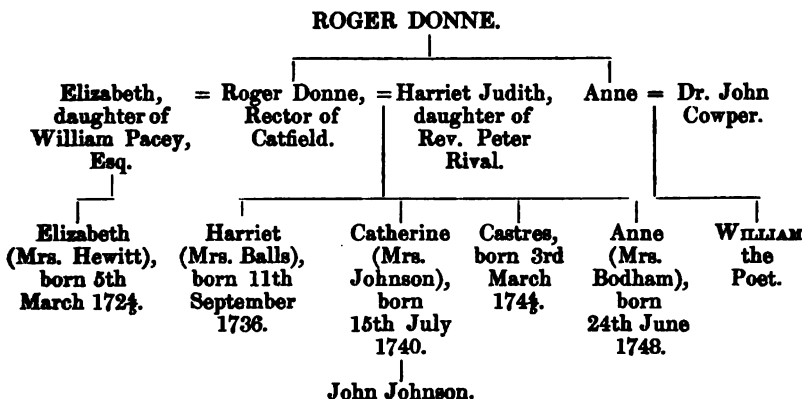 ROGER DONNE.
Elizabeth,
daughter of
William Pacey,
Esq.
= Roger Donne,
Rector of
Catfield.
= Harriet Judith,
daughter of
Rev. Peter
Rival.
Anne = Dr. John
Cowper.
Elizabeth
(Mrs. Hewitt),
born 5th
March 172⅘.
Harriet
(Mrs. Balls),
born 11th
September
1736.
Catherine
(Mrs.
Johnson),
born
15th July
1740.
Castres,
born 3rd
March
174⅘.
Anne
(Mrs.
Bodham),
born
24th June
1748.
WILLIAM
the
Poet.
John Johnson.